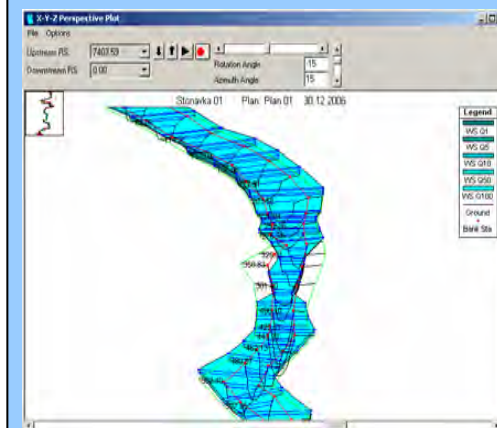 X-Y-Z Perspective Plot
File Options
Upstream RS: 7407.59
Downstream RS: 0.00
Rotation Angle 15
Azimuth Angle 15
Stonavka 01 Plan: Plan 01 30.12.2006
Legend
WS Q1
WS Q5
WS Q10
WS Q50
WS Q100
Ground
Bank Sta